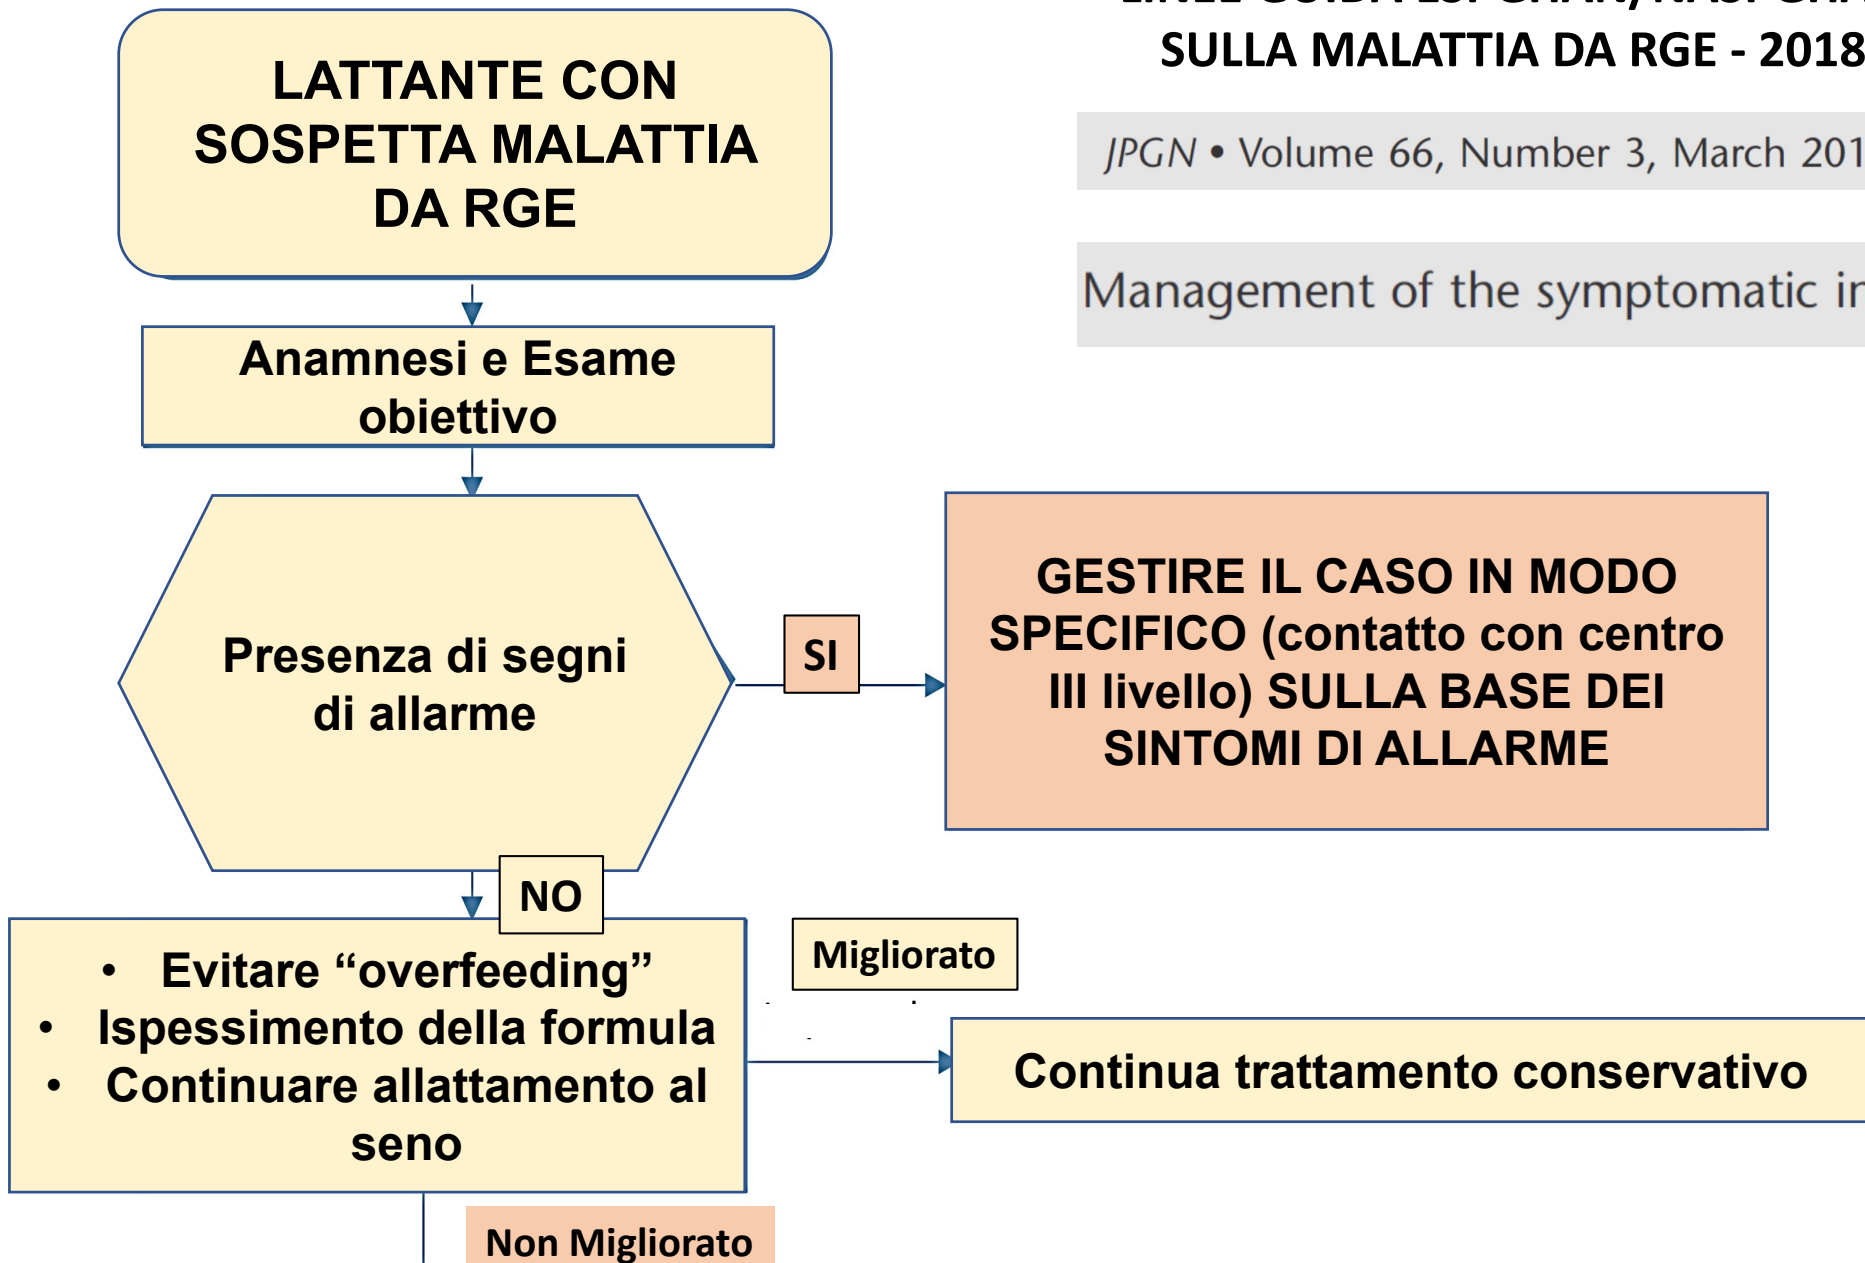 SULLA MALATTIA DA RGE - 2018
JPGN • Volume 66, Number 3, March 201
Management of the symptomatic in
LATTANTE CON
SOSPETTA MALATTIA
DA RGE
Anamnesi e Esame
obiettivo
Presenza di segni
di allarme
SI
GESTIRE IL CASO IN MODO
SPECIFICO (contatto con centro
III livello) SULLA BASE DEI
SINTOMI DI ALLARME
NO
• Evitare “overfeeding”
• Ispessimento della formula
• Continuare allattamento al
seno
Migliorato
Continua trattamento conservativo
Non Migliorato